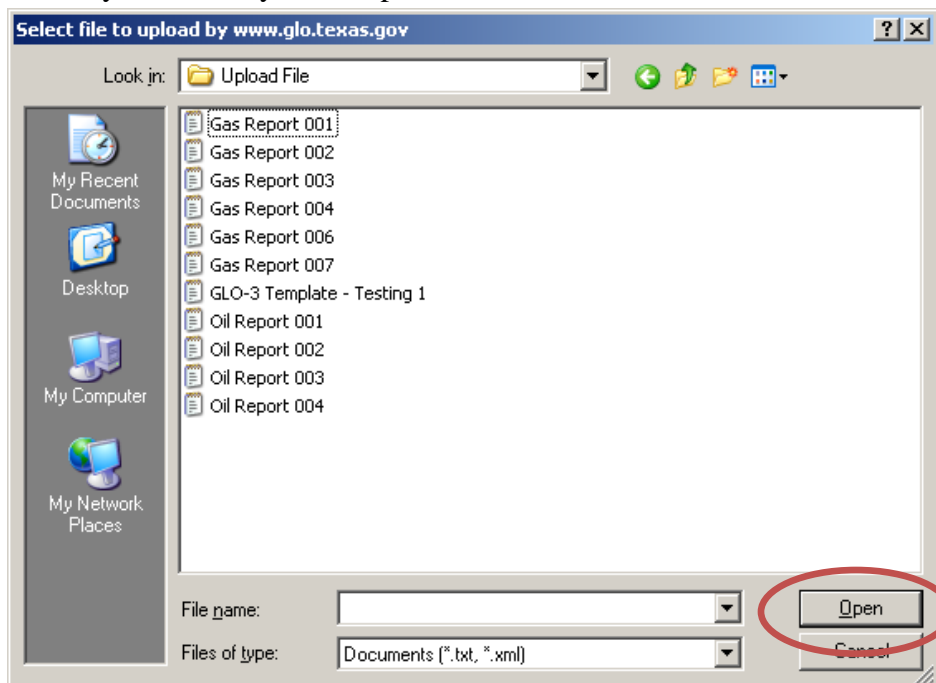 Select file to upload by www.glo.texas.gov
Look in:
Upload File
My Recent
Documents
Desktop
My Computer
My Network
Places
Gas Report 001
Gas Report 002
Gas Report 003
Gas Report 004
Gas Report 006
Gas Report 007
GLO-3 Template - Testing 1
Oil Report 001
Oil Report 002
Oil Report 003
Oil Report 004
File name:
Open
Files of type:
Documents (*.txt, *.xml)
Cancel